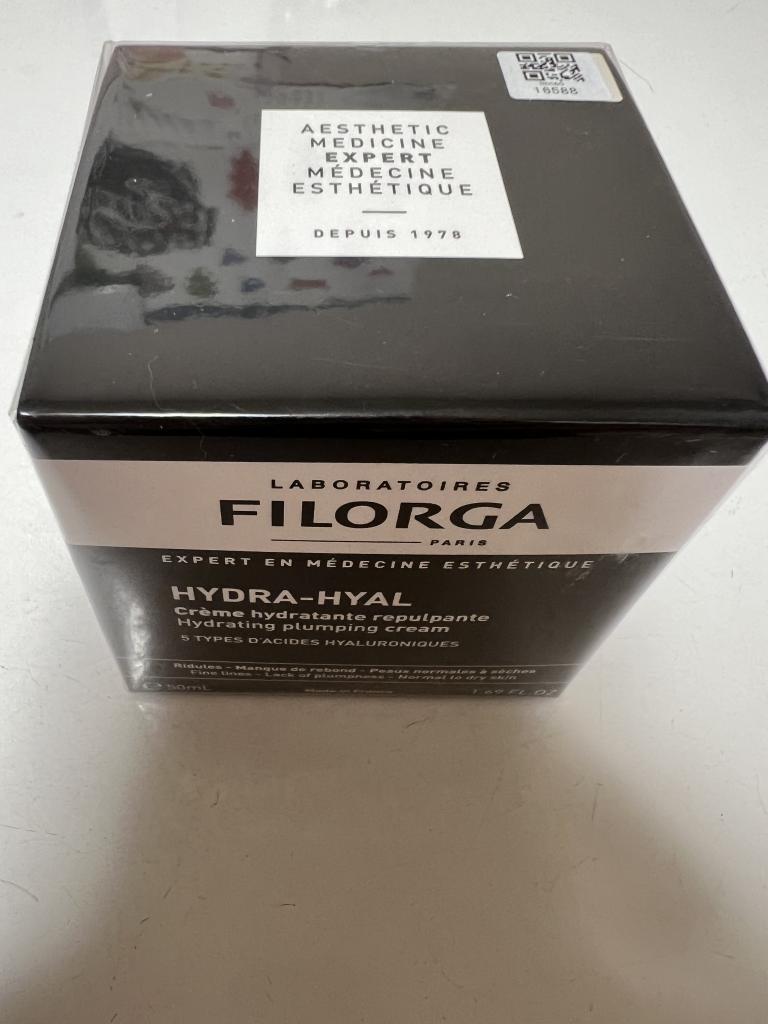 16588
AESTHETIC
MEDICINE
EXPERT
MÉDECINE
ESTHÉTIQUE
DEPUIS 1978
LABORATOIRES
FILORGA
PARIS
EXPERT EN MÉDECINE ESTHÉTIQUE
HYDRA-HYAL
Crème hydratante repulpante
Hydrating plumping cream
5 TYPES D'ACIDES HYALURONIQUES
Ridules - Manque de rebond - Peaux normales à sèches
Fine lines - Lack of plumpness - Normal to dry skin
50mL Made in France 1.69 FL.OZ